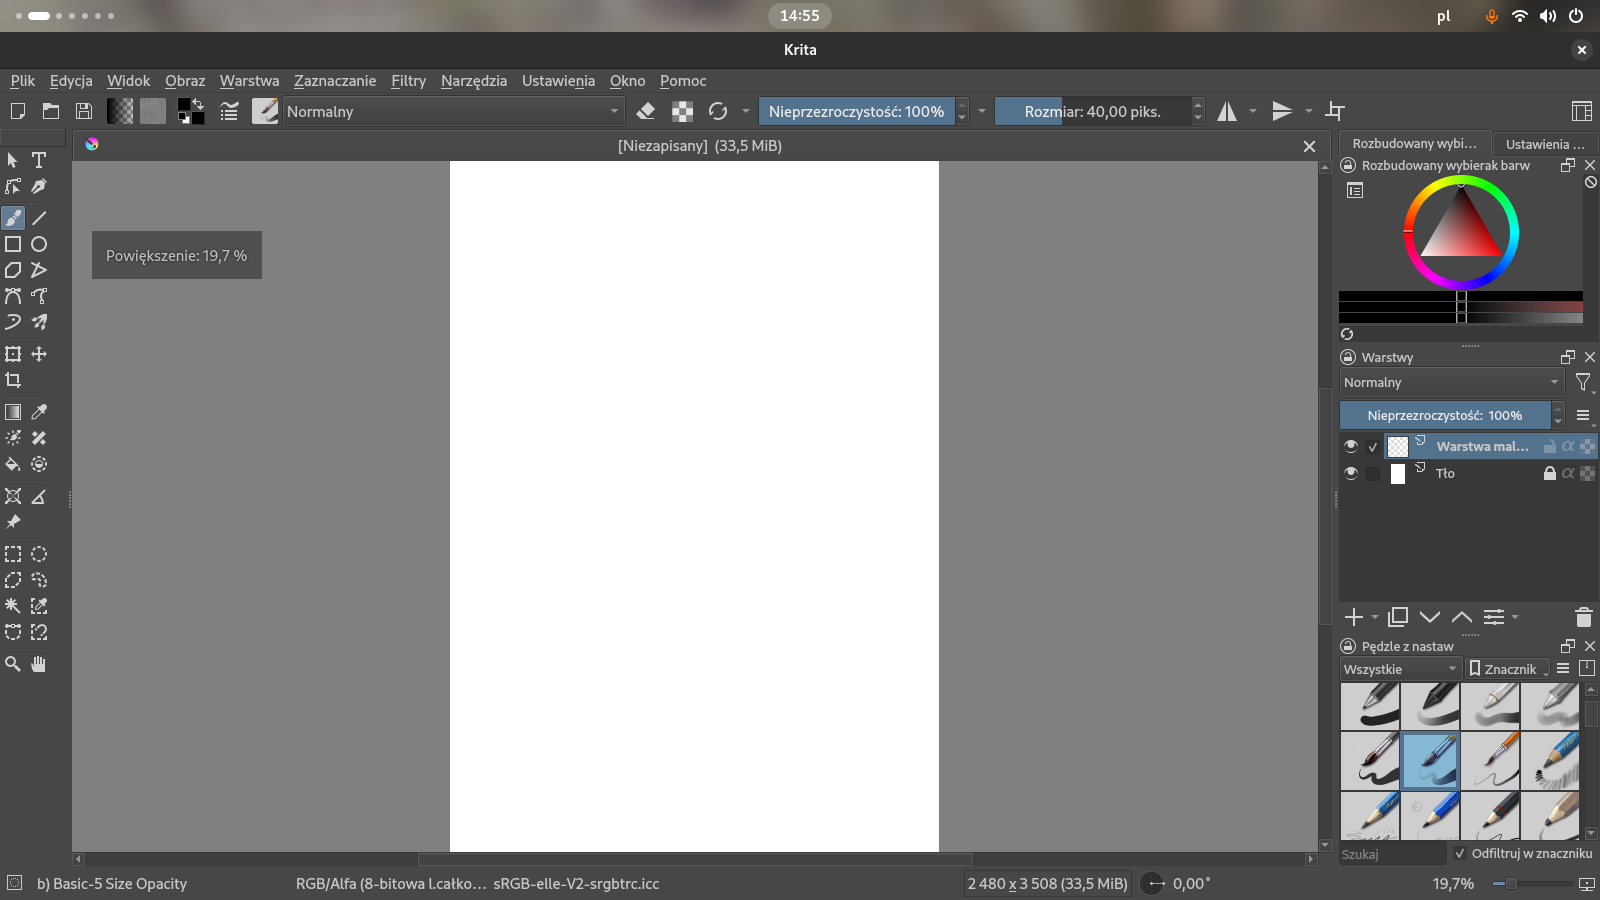 14:55
pl
Krita
Plik Edycja Widok Obraz Warstwa Zaznaczanie Filtry Narzędzia Ustawienia Okno Pomoc
Normalny
Nieprzezroczystość: 100%
Rozmiar: 40,00 piks.
[Niezapisany] (33,5 MiB)
Rozbudowany wybi...
Ustawienia ...
Rozbudowany wybierak barw
Powiększenie: 19,7 %
Warstwy
Normalny
Nieprzezroczystość: 100%
Warstwa mal...
Tło
Pędzle z nastaw
Wszystkie
Znacznik
Szukaj
Odfiltruj w znaczniku
b) Basic-5 Size Opacity
RGB/Alfa (8-bitowa l.całko... sRGB-elle-V2-srgbtrc.icc
2 480 x 3 508 (33,5 MiB)
0,00°
19,7%